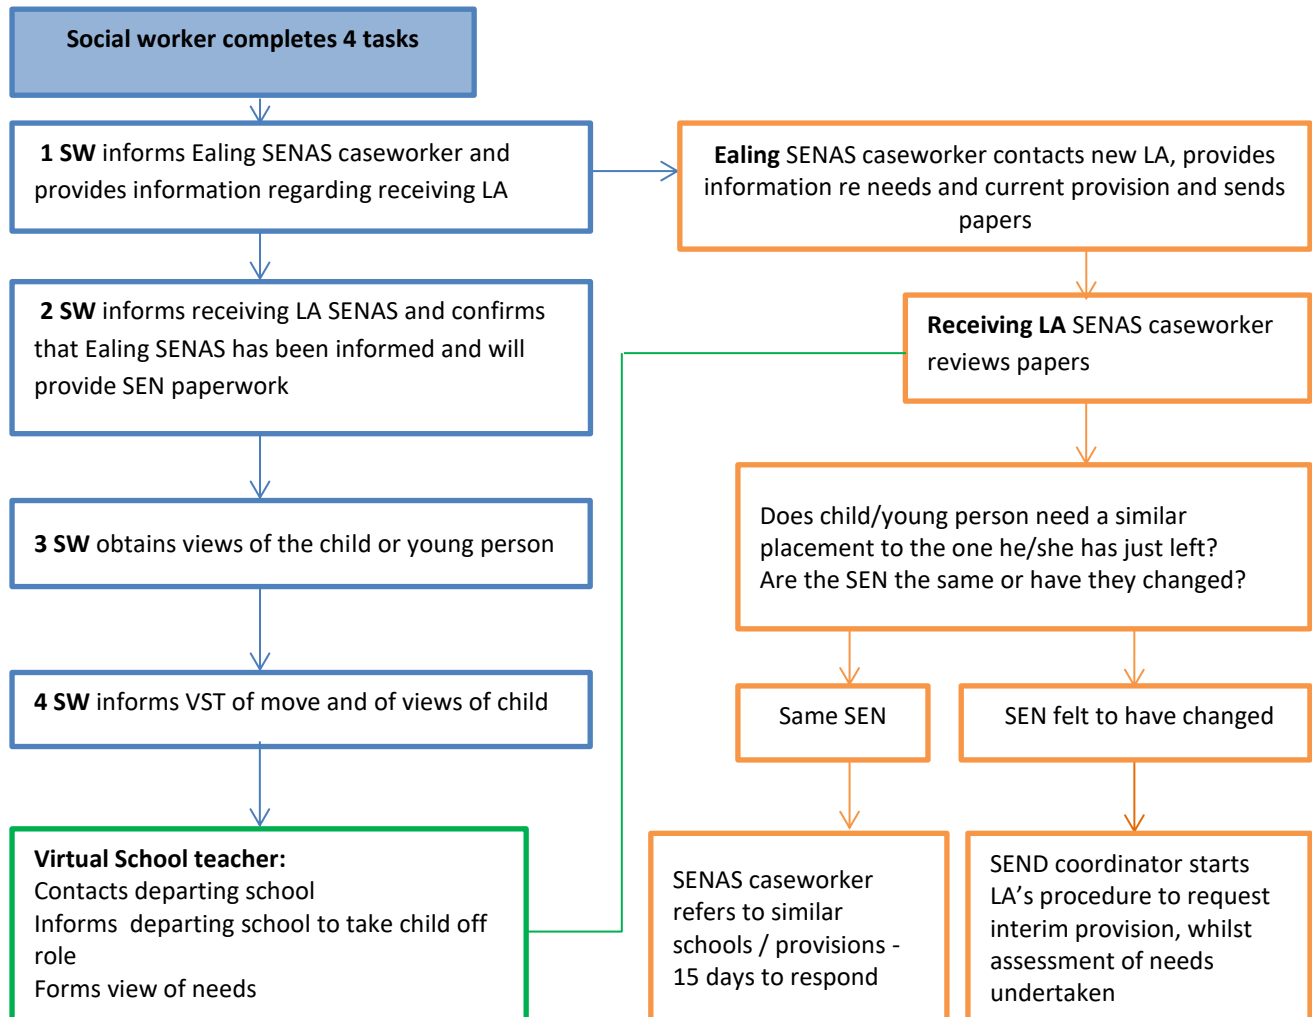 Social worker completes 4 tasks
1 SW informs Ealing SENAS caseworker and
provides information regarding receiving LA
Ealing SENAS caseworker contacts new LA, provides
information re needs and current provision and sends
papers
2 SW informs receiving LA SENAS and confirms
that Ealing SENAS has been informed and will
provide SEN paperwork
Receiving LA SENAS caseworker
reviews papers
3 SW obtains views of the child or young person
Does child/young person need a similar
placement to the one he/she has just left?
Are the SEN the same or have they changed?
4 SW informs VST of move and of views of child
Same SEN
SEN felt to have changed
Virtual School teacher:
Contacts departing school
Informs departing school to take child off
role
Forms view of needs
SENAS caseworker
refers to similar
schools / provisions -
15 days to respond
SEND coordinator starts
LA’s procedure to request
interim provision, whilst
assessment of needs
undertaken